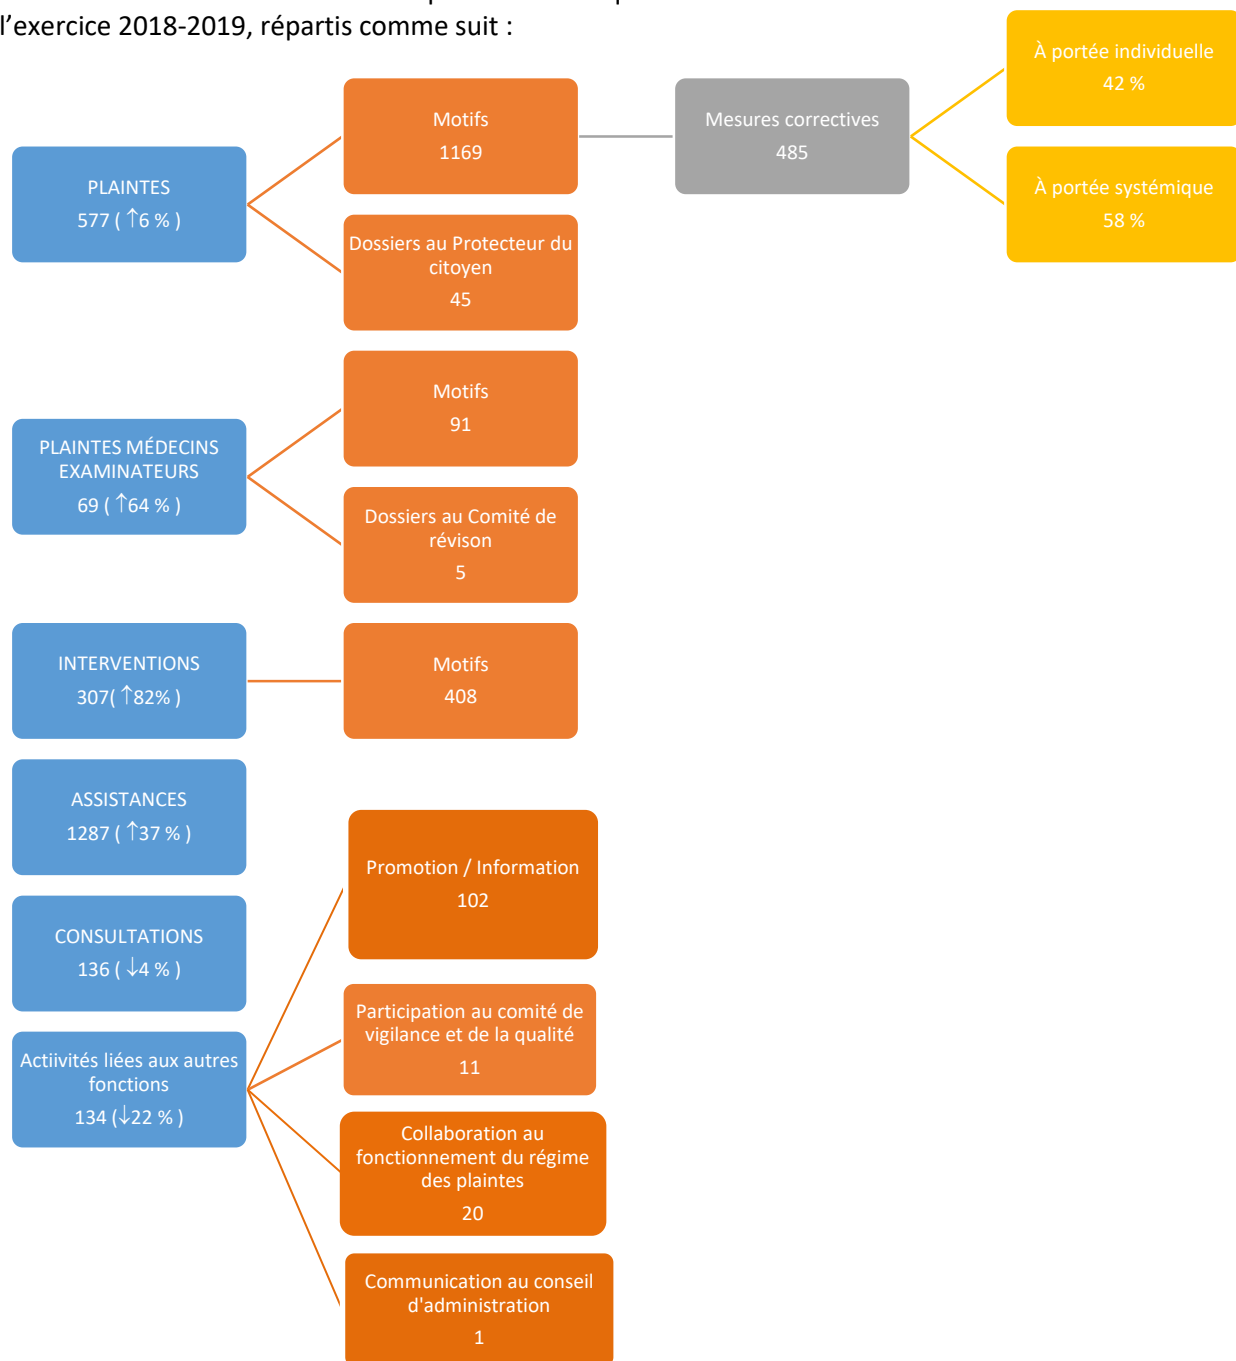 l’exercice 2018-2019, répartis comme suit :
PLAINTES
577 ( ↑6 % )
Motifs
1169
Mesures correctives
485
À portée individuelle
42 %
À portée systémique
58 %
Dossiers au Protecteur du
citoyen
45
PLAINTES MÉDECINS
EXAMINATEURS
69 ( ↑64 % )
Motifs
91
Dossiers au Comité de
révison
5
INTERVENTIONS
307( ↑82% )
Motifs
408
ASSISTANCES
1287 ( ↑37 % )
CONSULTATIONS
136 ( ↓4 % )
Actiivités liées aux autres
fonctions
134 (↓22 % )
Promotion / Information
102
Participation au comité de
vigilance et de la qualité
11
Collaboration au
fonctionnement du régime
des plaintes
20
Communication au conseil
d'administration
1